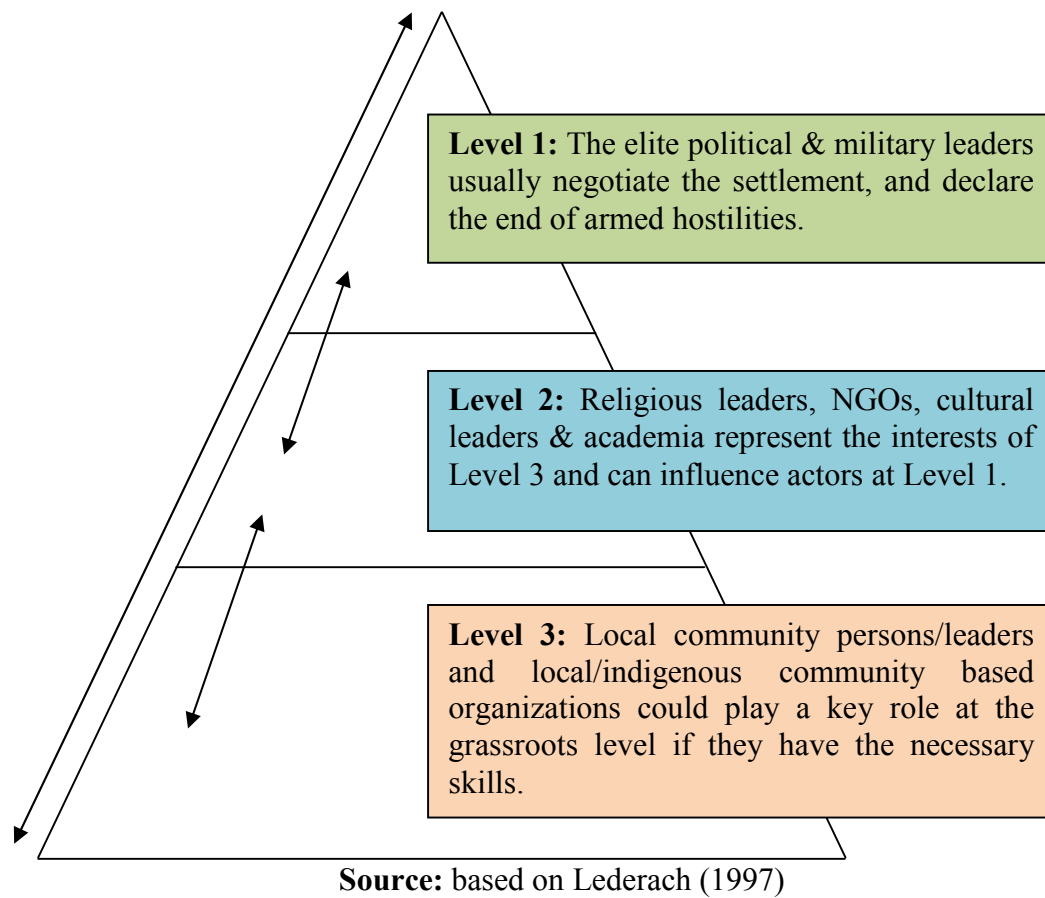 Level 1: The elite political & military leaders
usually negotiate the settlement, and declare
the end of armed hostilities.
Level 2: Religious leaders, NGOs, cultural
leaders & academia represent the interests of
Level 3 and can influence actors at Level 1.
Level 3: Local community persons/leaders
and local/indigenous community based
organizations could play a key role at the
grassroots level if they have the necessary
skills.
Source: based on Lederach (1997)